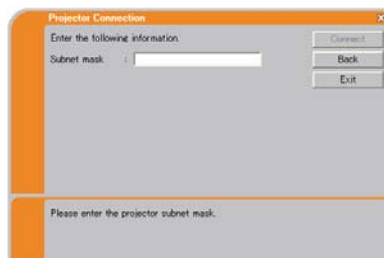 Projector Connection
X
Enter the following information.
Connect
Subnet mask :
Back
Exit
Please enter the projector subnet mask.